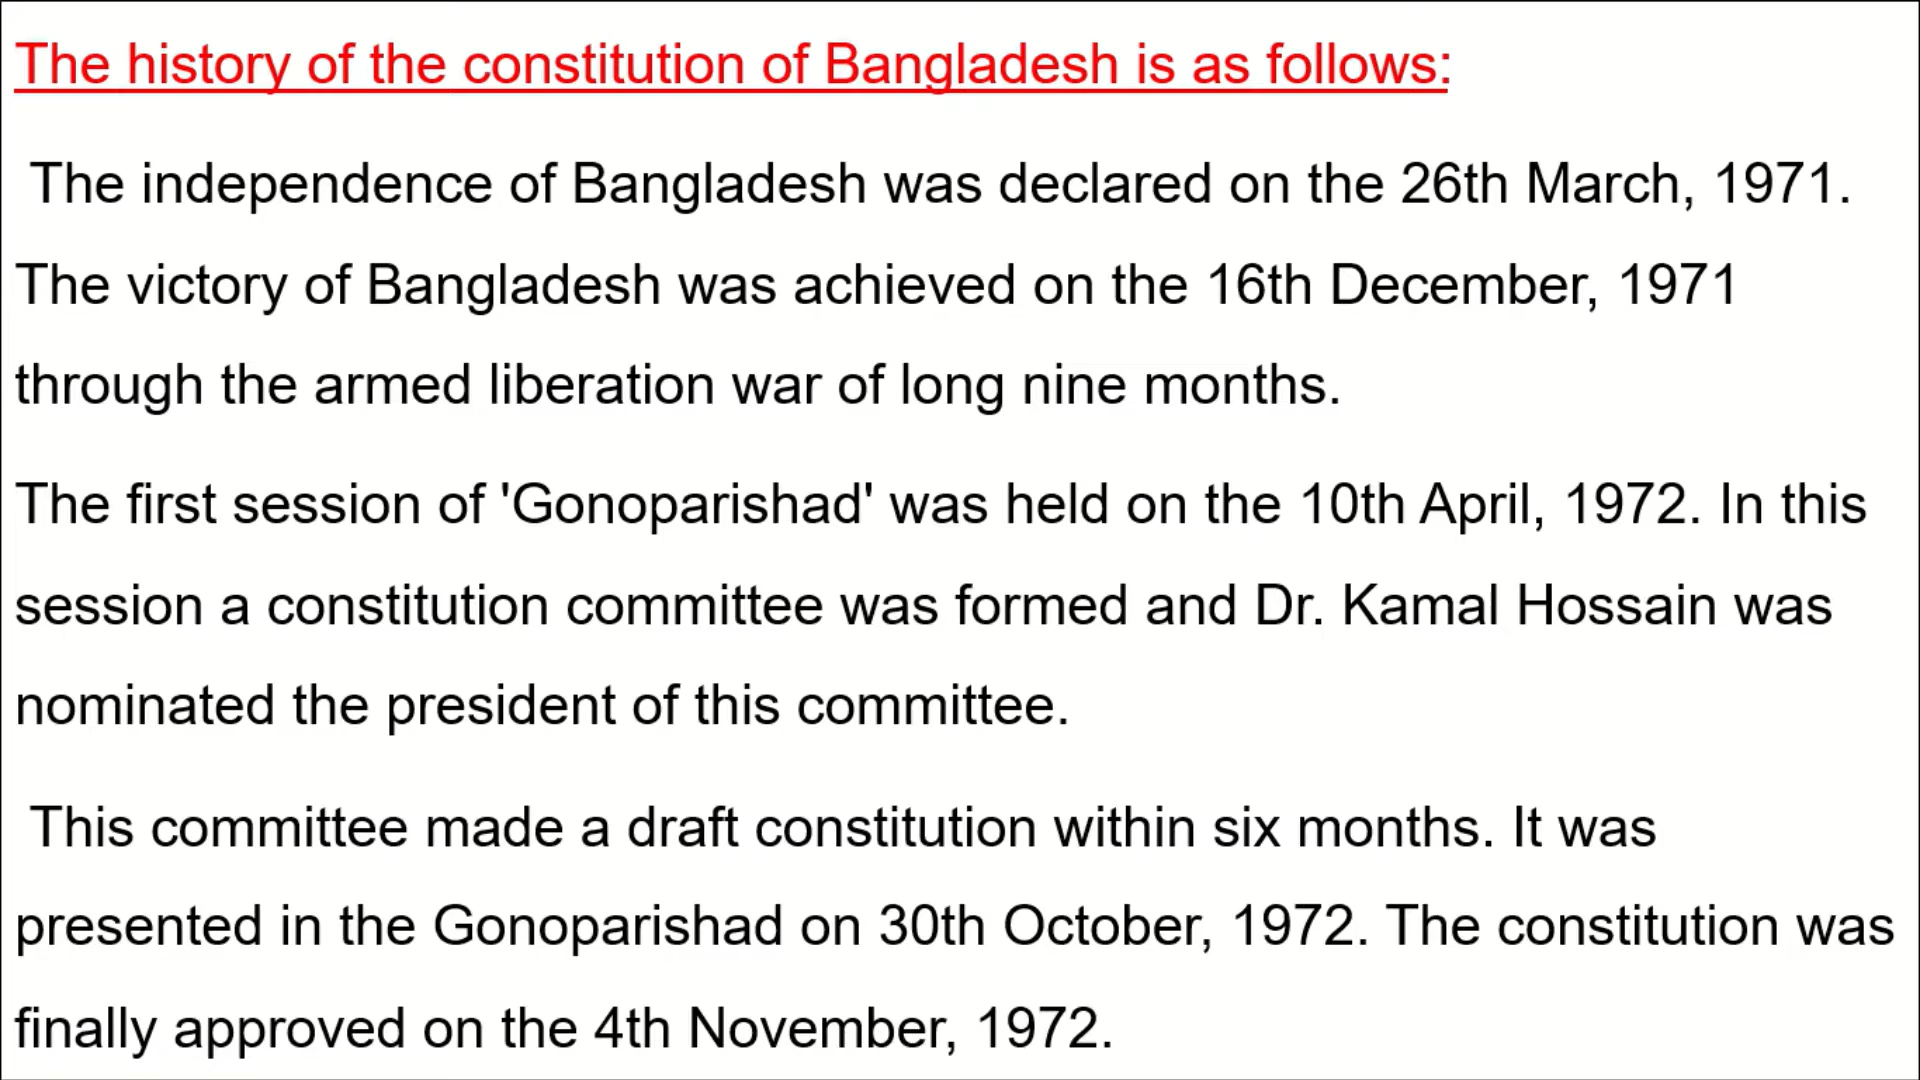 The history of the constitution of Bangladesh is as follows:
The independence of Bangladesh was declared on the 26th March, 1971.
The victory of Bangladesh was achieved on the 16th December, 1971
through the armed liberation war of long nine months.
The first session of 'Gonoparishad' was held on the 10th April, 1972. In this
session a constitution committee was formed and Dr. Kamal Hossain was
nominated the president of this committee.
This committee made a draft constitution within six months. It was
presented in the Gonoparishad on 30th October, 1972. The constitution was
finally approved on the 4th November, 1972.